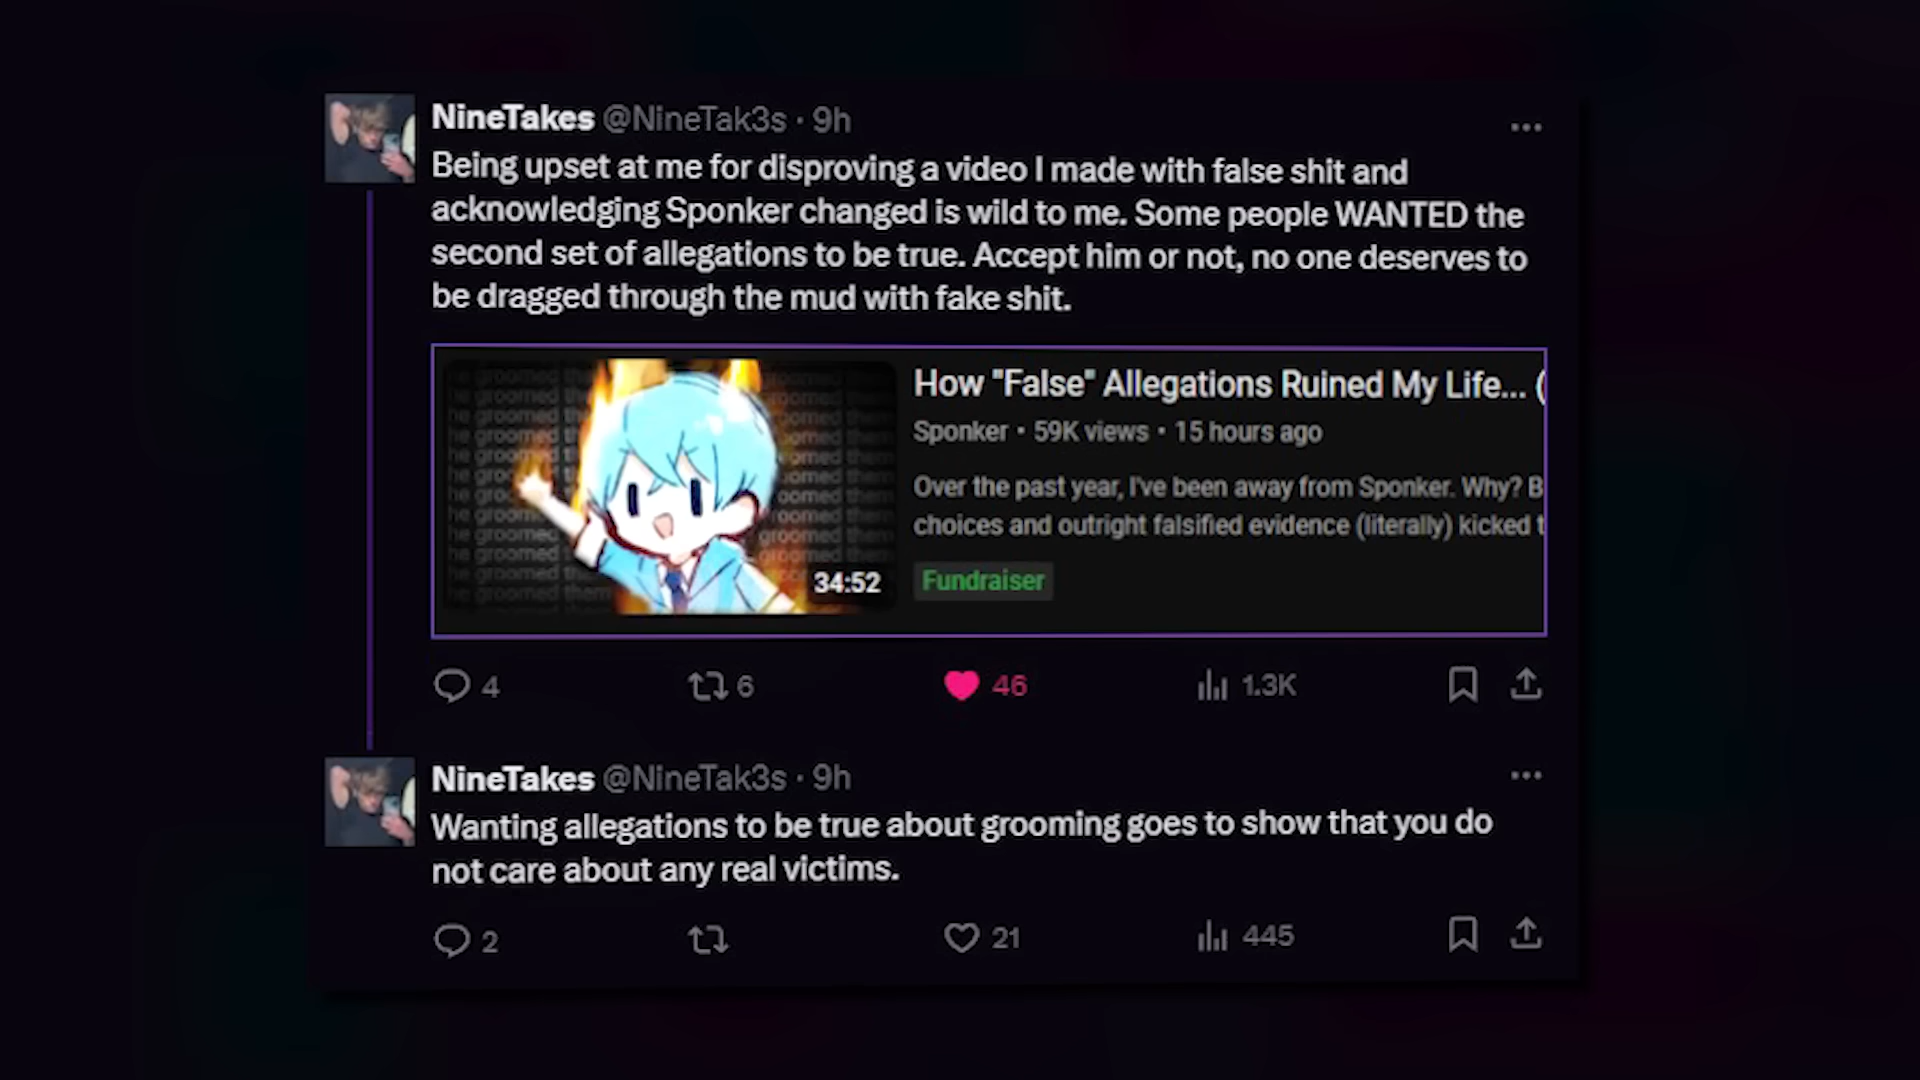 NineTakes @NineTak3s · 9h
Being upset at me for disproving a video I made with false shit and
acknowledging Sponker changed is wild to me. Some people WANTED the
second set of allegations to be true. Accept him or not, no one deserves to
be dragged through the mud with fake shit.
he groomed them
34:52
How "False" Allegations Ruined My Life... (
Sponker • 59K views • 15 hours ago
Over the past year, I've been away from Sponker. Why? B
choices and outright falsified evidence (literally) kicked t
Fundraiser
4 6 46 1.3K
NineTakes @NineTak3s · 9h
Wanting allegations to be true about grooming goes to show that you do
not care about any real victims.
2 21 445